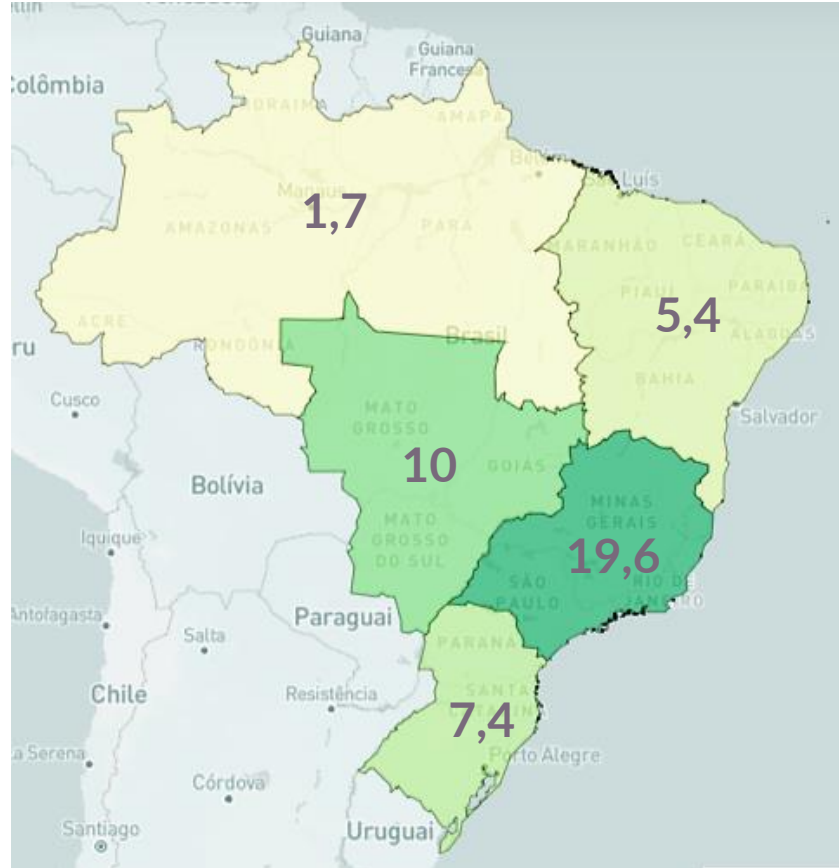 Guiana
Guiana
Francesa
Colômbia
RORAIMA
AMAPÁ
Belém
São Luís
Manaus
1,7
AMAZONAS
PARÁ
MARANHÃO
CEARÁ
PIAUÍ
PARAÍBA
5,4
ACRE
ru
RONDÔNIA
Brasil
ALAGOAS
BAHIA
Cusco
MATO
GROSSO
Salvador
10
GOIÁS
Bolívia
MINAS
GERAIS
MATO
GROSSO
DO SUL
Iquique
19,6
SÃO
PAULO
RIO DE
JANEIRO
Antofagasta
Paraguai
Salta
PARANÁ
Chile
Resistência
SANTA
CATARINA
7,4
La Serena
Porto Alegre
Córdova
Santiago
Uruguai